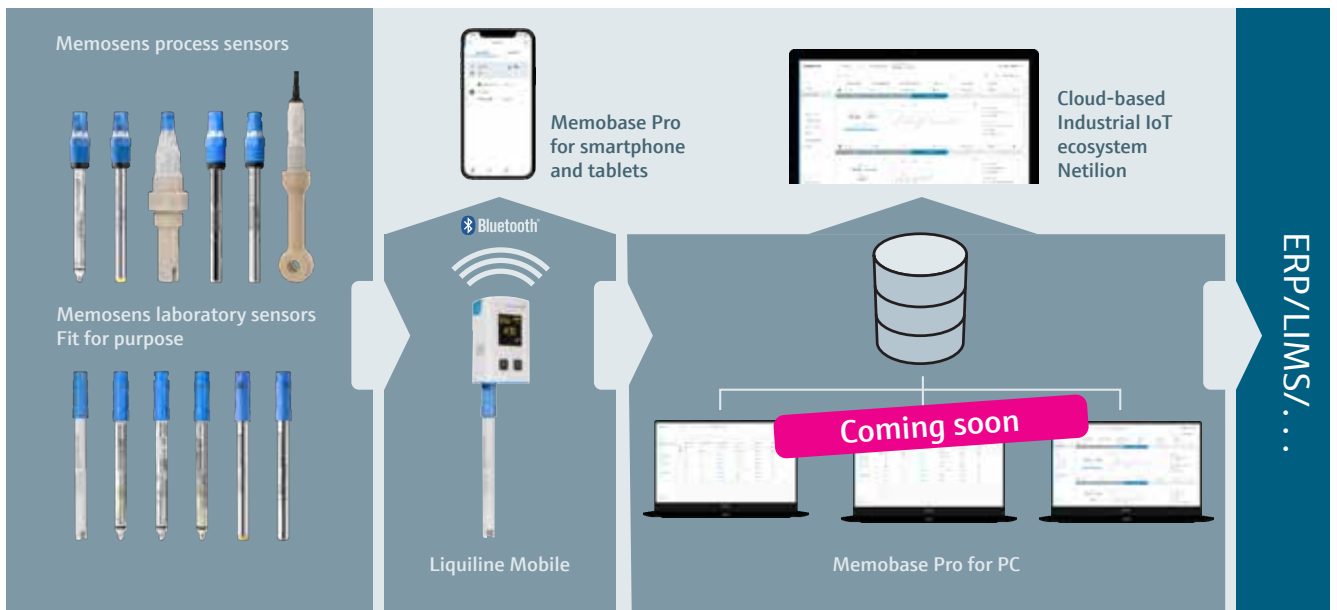 Memosens process sensors
Memosens laboratory sensors
Fit for purpose
Memobase Pro
for smartphone
and tablets
Bluetooth®
Liquiline Mobile
Cloud-based
Industrial IoT
ecosystem
Netilion
Coming soon
Memobase Pro for PC
ERP/LIMS/...